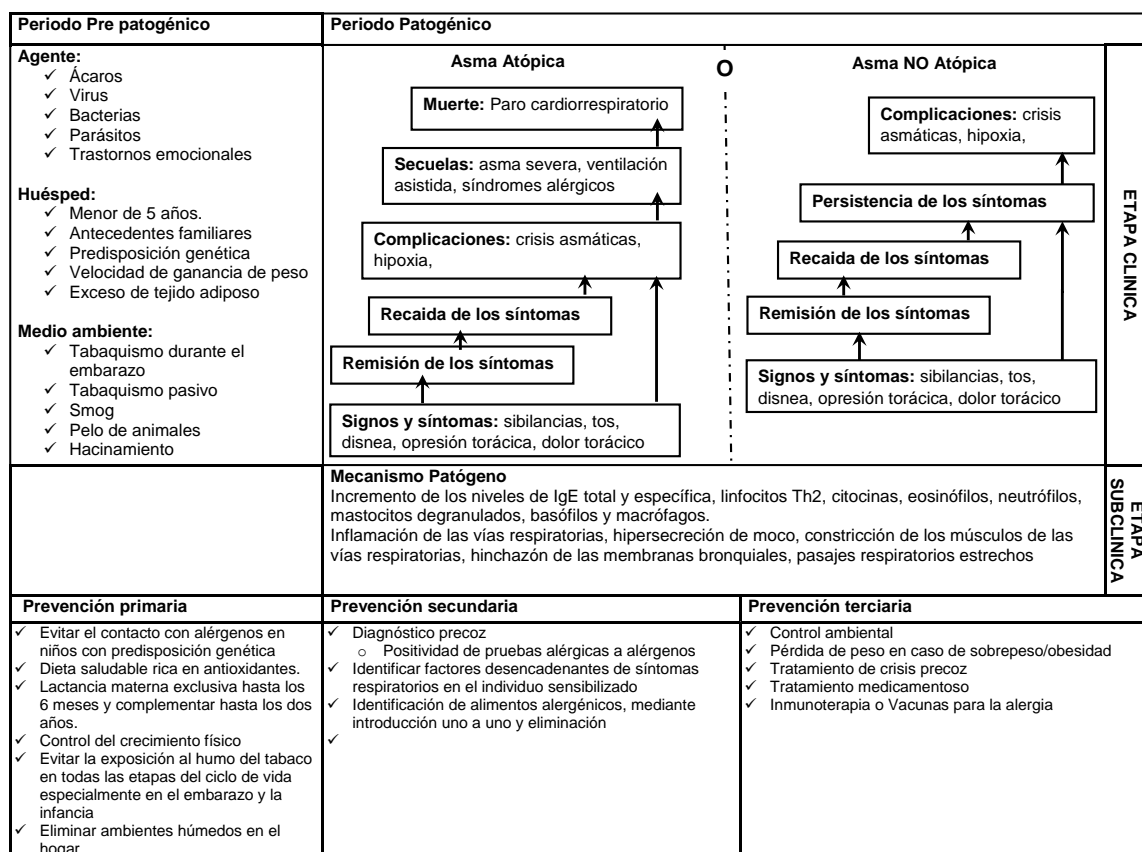 Periodo Pre patogénico
Periodo Patogénico
Agente:
✓ Ácaros
✓ Virus
✓ Bacterias
✓ Parásitos
✓ Trastornos emocionales
Huésped:
✓ Menor de 5 años.
✓ Antecedentes familiares
✓ Predisposición genética
✓ Velocidad de ganancia de peso
✓ Exceso de tejido adiposo
Medio ambiente:
✓ Tabaquismo durante el
embarazo
✓ Tabaquismo pasivo
✓ Smog
✓ Pelo de animales
✓ Hacinamiento
Asma Atópica
Muerte: Paro cardiorrespiratorio
Secuelas: asma severa, ventilación
asistida, síndromes alérgicos
Complicaciones: crisis asmáticas,
hipoxia,
Recaida de los síntomas
Remisión de los síntomas
Signos y síntomas: sibilancias, tos,
disnea, opresión torácica, dolor torácico
O
Asma NO Atópica
Complicaciones: crisis
asmáticas, hipoxia,
Persistencia de los síntomas
Recaida de los síntomas
Remisión de los síntomas
Signos y síntomas: sibilancias, tos,
disnea, opresión torácica, dolor torácico
ETAPA CLINICA
Mecanismo Patógeno
Incremento de los niveles de IgE total y específica, linfocitos Th2, citocinas, eosinófilos, neutrófilos,
mastocitos degranulados, basófilos y macrófagos.
Inflamación de las vías respiratorias, hipersecreción de moco, constricción de los músculos de las
vías respiratorias, hinchazón de las membranas bronquiales, pasajes respiratorios estrechos
ETAPA
SUBCLINICA
Prevención primaria
✓ Evitar el contacto con alérgenos en
niños con predisposición genética
✓ Dieta saludable rica en antioxidantes.
✓ Lactancia materna exclusiva hasta los
6 meses y complementar hasta los dos
años.
✓ Control del crecimiento físico
✓ Evitar la exposición al humo del tabaco
en todas las etapas del ciclo de vida
especialmente en el embarazo y la
infancia
✓ Eliminar ambientes húmedos en el
hogar
Prevención secundaria
✓ Diagnóstico precoz
o Positividad de pruebas alérgicas a alérgenos
✓ Identificar factores desencadenantes de síntomas
respiratorios en el individuo sensibilizado
✓ Identificación de alimentos alergénicos, mediante
introducción uno a uno y eliminación
✓
Prevención terciaria
✓ Control ambiental
✓ Pérdida de peso en caso de sobrepeso/obesidad
✓ Tratamiento de crisis precoz
✓ Tratamiento medicamentoso
✓ Inmunoterapia o Vacunas para la alergia